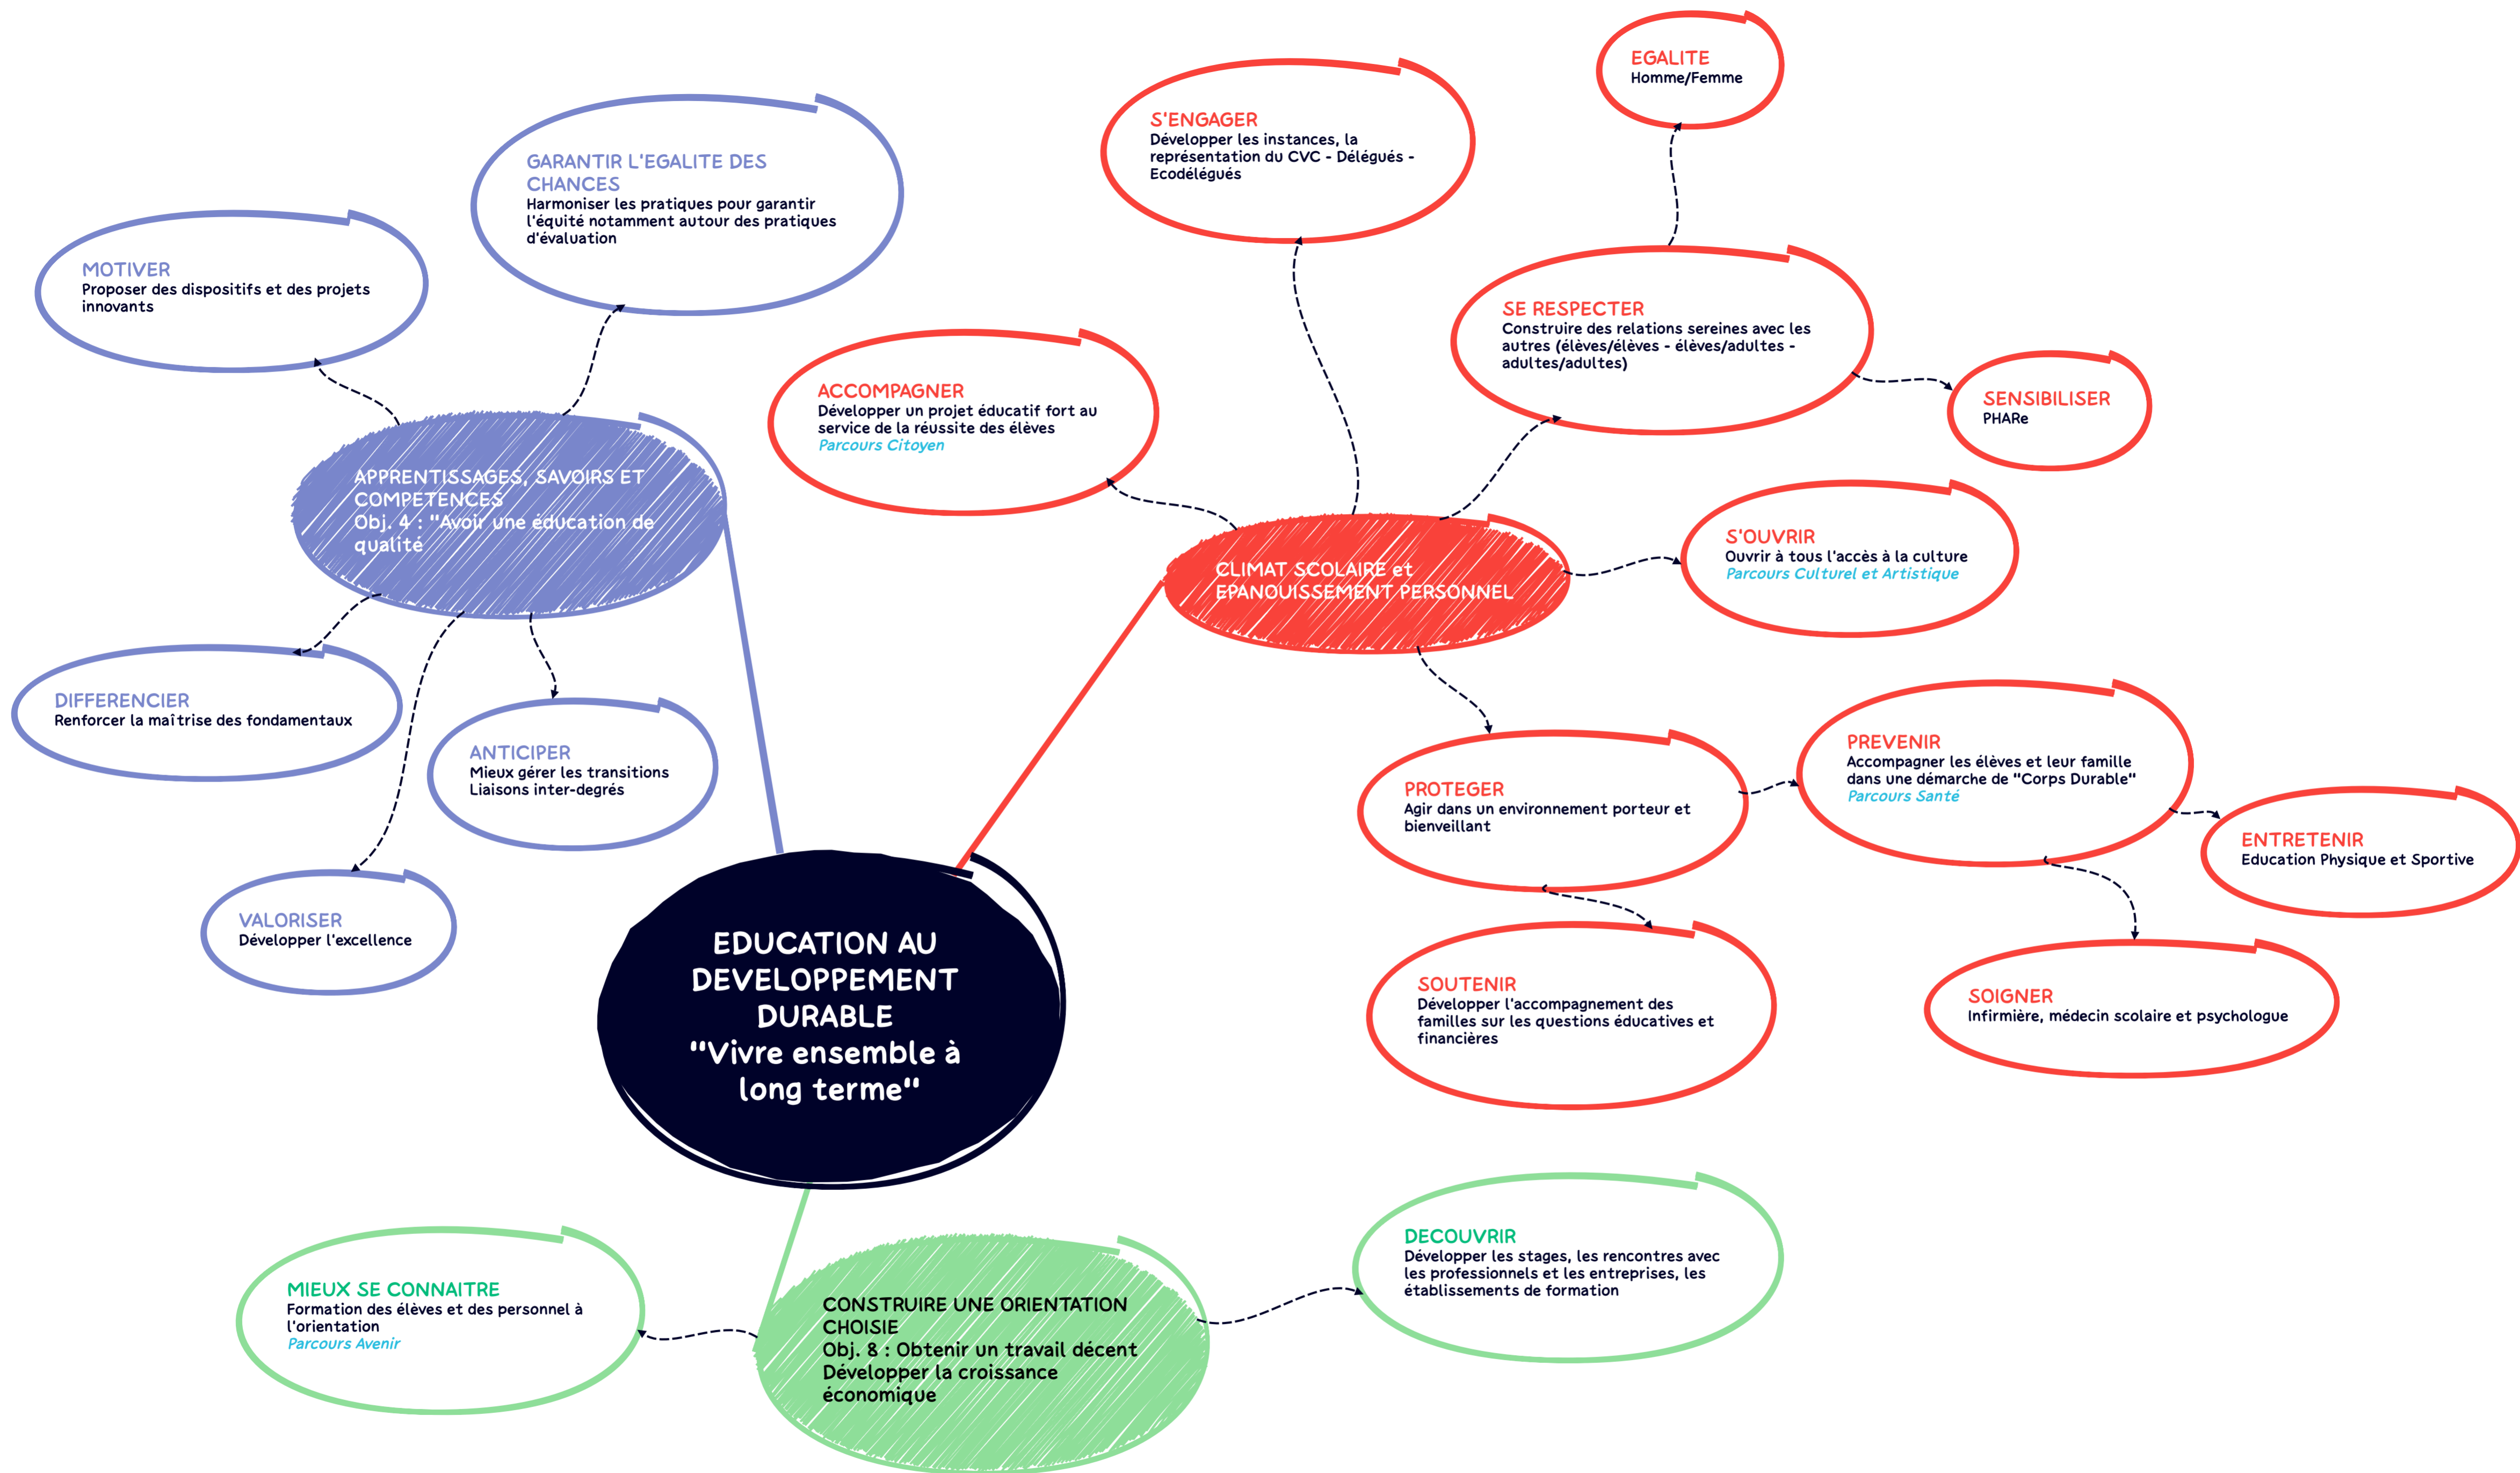 EGALITE
Homme/Femme
S'ENGAGER
Développer les instances, la
représentation du CVC - Délégués -
Ecodélégués
GARANTIR L'EGALITE DES
CHANCES
Harmoniser les pratiques pour garantir
l'équité notamment autour des pratiques
d'évaluation
MOTIVER
Proposer des dispositifs et des projets
innovants
SE RESPECTER
Construire des relations sereines avec les
autres (élèves/élèves - élèves/adultes -
adultes/adultes)
ACCOMPAGNER
Développer un projet éducatif fort au
service de la réussite des élèves
Parcours Citoyen
SENSIBILISER
PHARe
APPRENTISSAGES, SAVOIRS ET
COMPETENCES
Obj. 4 : "Avoir une éducation de
qualité
CLIMAT SCOLAIRE et
EPANOUISSEMENT PERSONNEL
S'OUVRIR
Ouvrir à tous l'accès à la culture
Parcours Culturel et Artistique
DIFFERENCIER
Renforcer la maîtrise des fondamentaux
ANTICIPER
Mieux gérer les transitions
Liaisons inter-degrés
PROTEGER
Agir dans un environnement porteur et
bienveillant
PREVENIR
Accompagner les élèves et leur famille
dans une démarche de "Corps Durable"
Parcours Santé
ENTRETENIR
Education Physique et Sportive
VALORISER
Développer l'excellence
EDUCATION AU
DEVELOPPEMENT
DURABLE
"Vivre ensemble à
long terme"
SOUTENIR
Développer l'accompagnement des
familles sur les questions éducatives et
financières
SOIGNER
Infirmière, médecin scolaire et psychologue
MIEUX SE CONNAITRE
Formation des élèves et des personnel à
l'orientation
Parcours Avenir
CONSTRUIRE UNE ORIENTATION
CHOISIE
Obj. 8 : Obtenir un travail décent
Développer la croissance
économique
DECOUVRIR
Développer les stages, les rencontres avec
les professionnels et les entreprises, les
établissements de formation